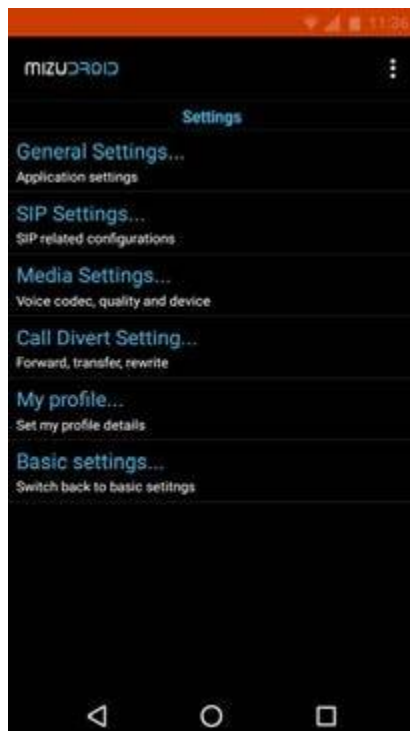 11:36
MIZUDROID
Settings
General Settings...
Application settings
SIP Settings...
SIP related configurations
Media Settings...
Voice codec, quality and device
Call Divert Setting...
Forward, transfer, rewrite
My profile...
Set my profile details
Basic settings...
Switch back to basic setitngs